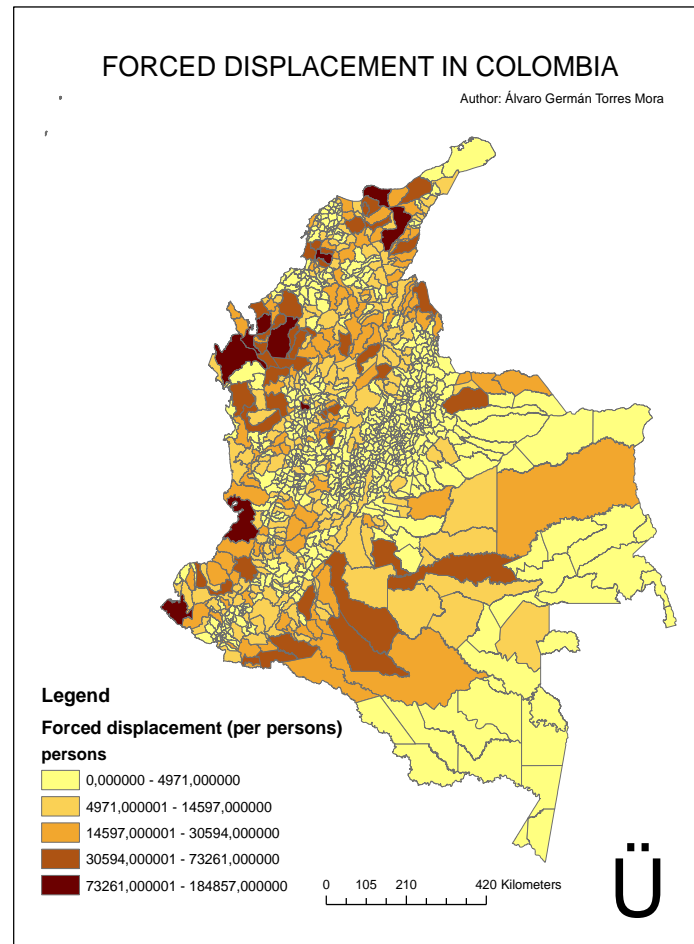 FORCED DISPLACEMENT IN COLOMBIA
Author: Álvaro Germán Torres Mora
Legend
Forced displacement (per persons)
persons
0,000000 - 4971,000000
4971,000001 - 14597,000000
14597,000001 - 30594,000000
30594,000001 - 73261,000000
73261,000001 - 184857,000000
0 105 210 420 Kilometers
Ü